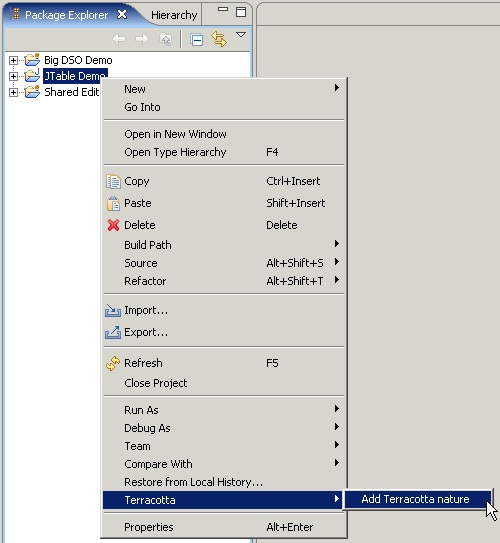 Package Explorer Hierarchy
Big DSO Demo
JTable Demo
Shared Edit
New
Go Into
Open in New Window
Open Type Hierarchy F4
Copy Ctrl+Insert
Paste Shift+Insert
Delete Delete
Build Path
Source Alt+Shift+S
Refactor Alt+Shift+T
Import...
Export...
Refresh F5
Close Project
Run As
Debug As
Team
Compare With
Restore from Local History...
Terracotta Add Terracotta nature
Properties Alt+Enter